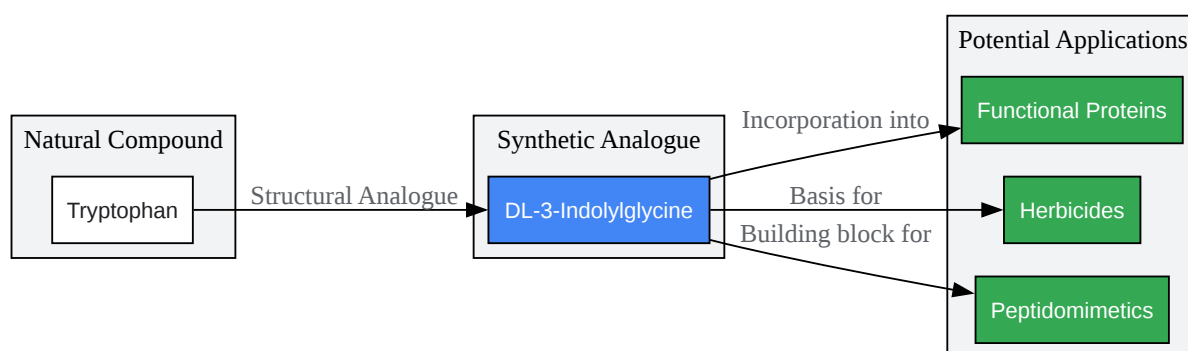 Natural Compound
Tryptophan
Structural Analogue
Synthetic Analogue
DL-3-Indolylglycine
Incorporation into
Basis for
Building block for
Potential Applications
Functional Proteins
Herbicides
Peptidomimetics